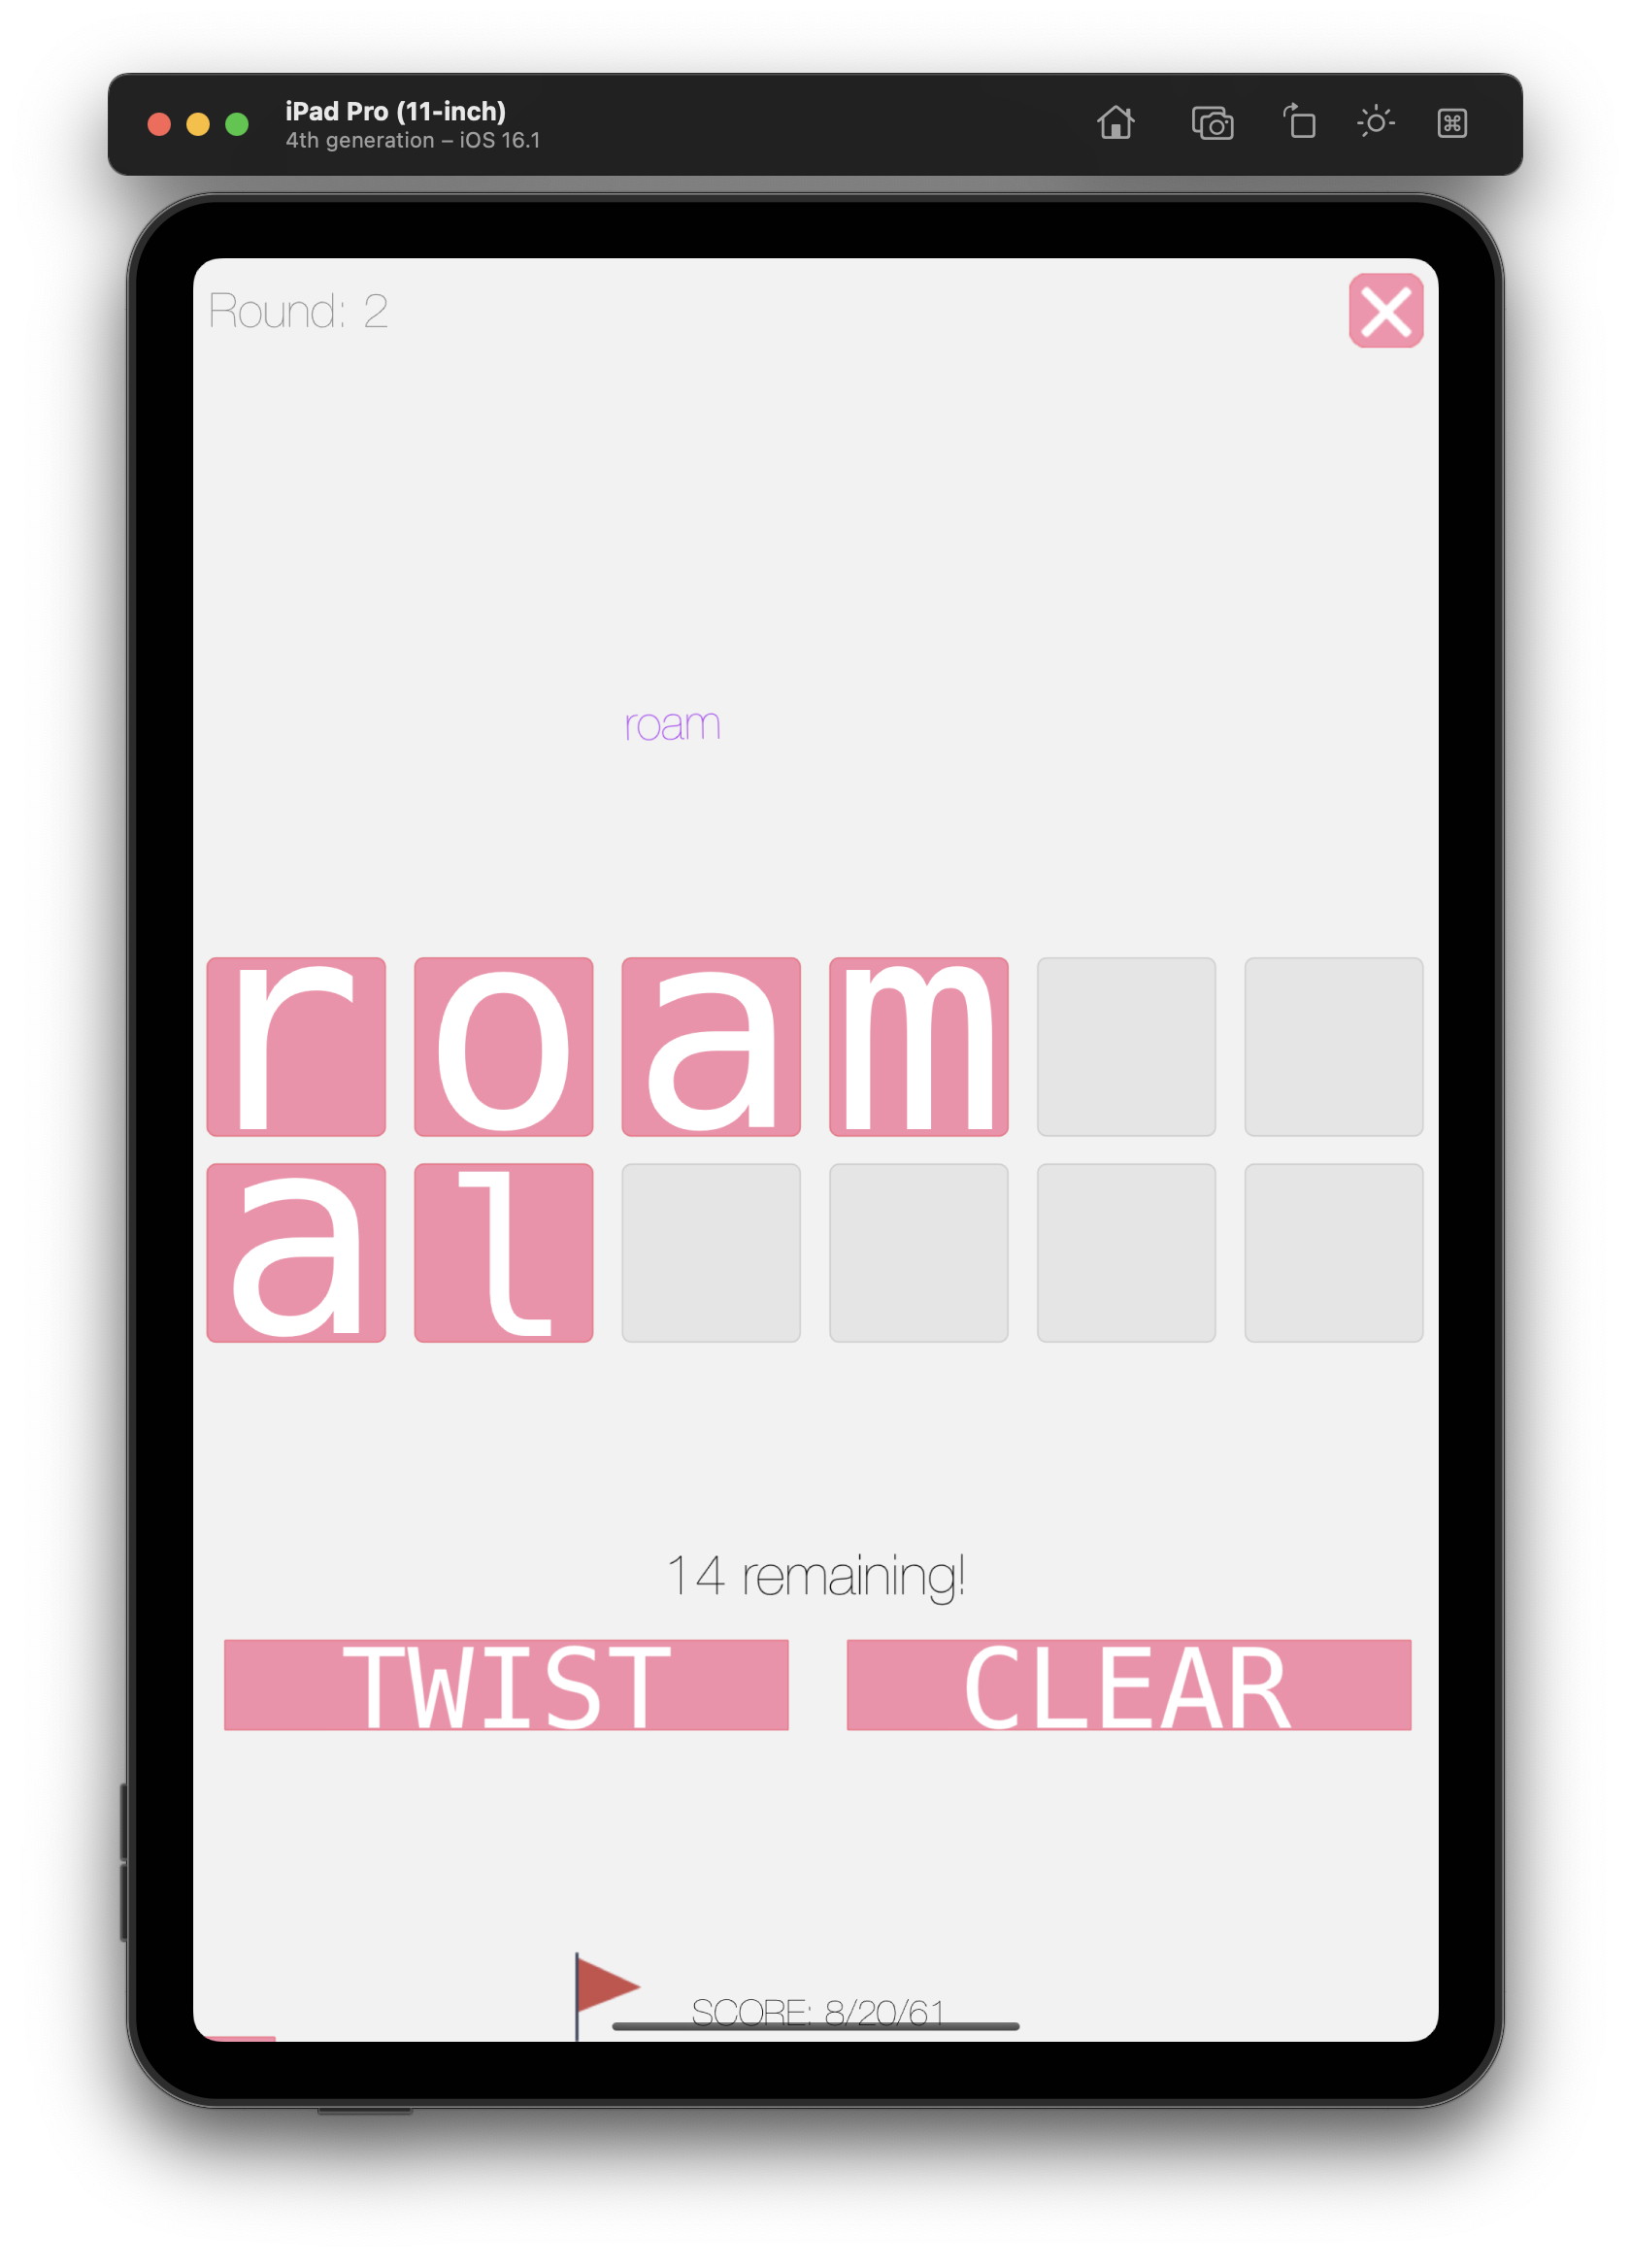 iPad Pro (11-inch)
4th generation – iOS 16.1
Round: 2
roam
r o a m
a l
14 remaining!
TWIST CLEAR
SCORE: 8/20/61